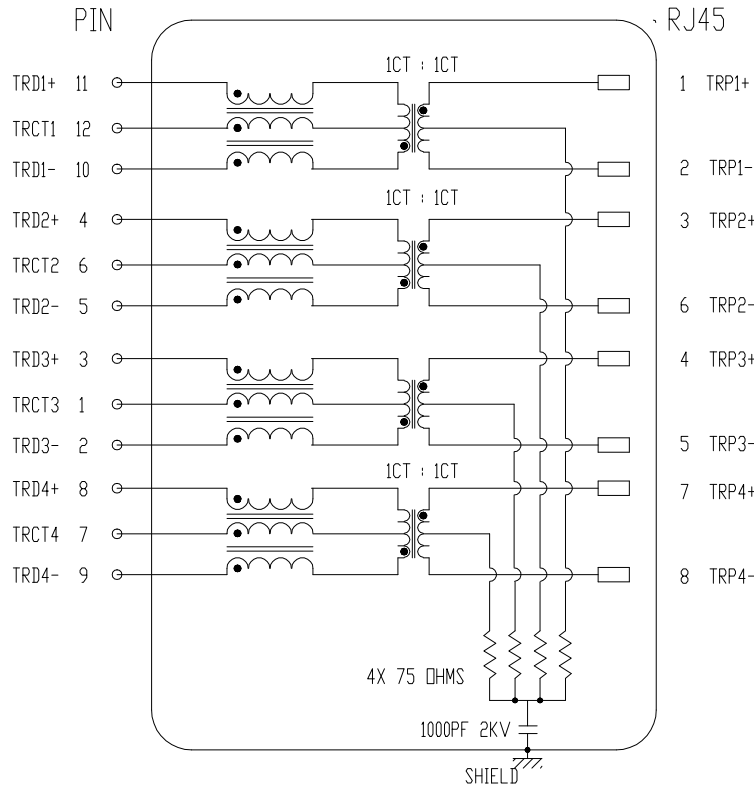 PIN RJ45
1CT : 1CT
TRD1+ 11 1 TRP1+
TRCT1 12
TRD1- 10 2 TRP1-
1CT : 1CT
TRD2+ 4 3 TRP2+
TRCT2 6
TRD2- 5 6 TRP2-
TRD3+ 3 4 TRP3+
TRCT3 1
TRD3- 2 5 TRP3-
1CT : 1CT
TRD4+ 8 7 TRP4+
TRCT4 7
TRD4- 9 8 TRP4-
4X 75 OHMS
1000PF 2KV
SHIELD